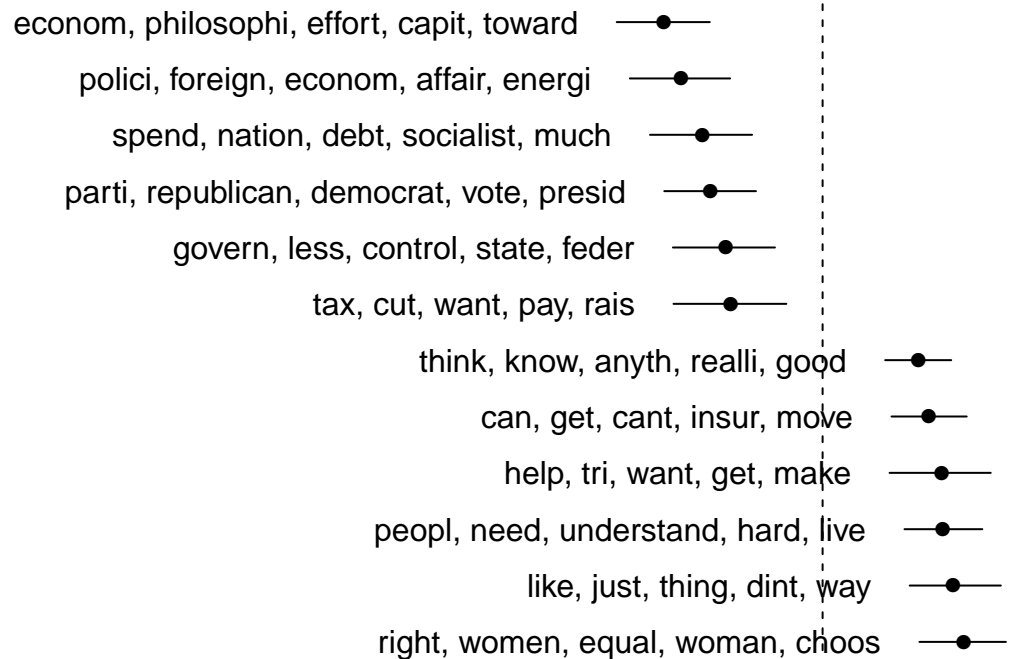 econom, philosophi, effort, capit, toward
polici, foreign, econom, affair, energi
spend, nation, debt, socialist, much
parti, republican, democrat, vote, presid
govern, less, control, state, feder
tax, cut, want, pay, rais
think, know, anyth, realli, good
can, get, cant, insur, move
help, tri, want, get, make
peopl, need, understand, hard, live
like, just, thing, dint, way
right, women, equal, woman, choos